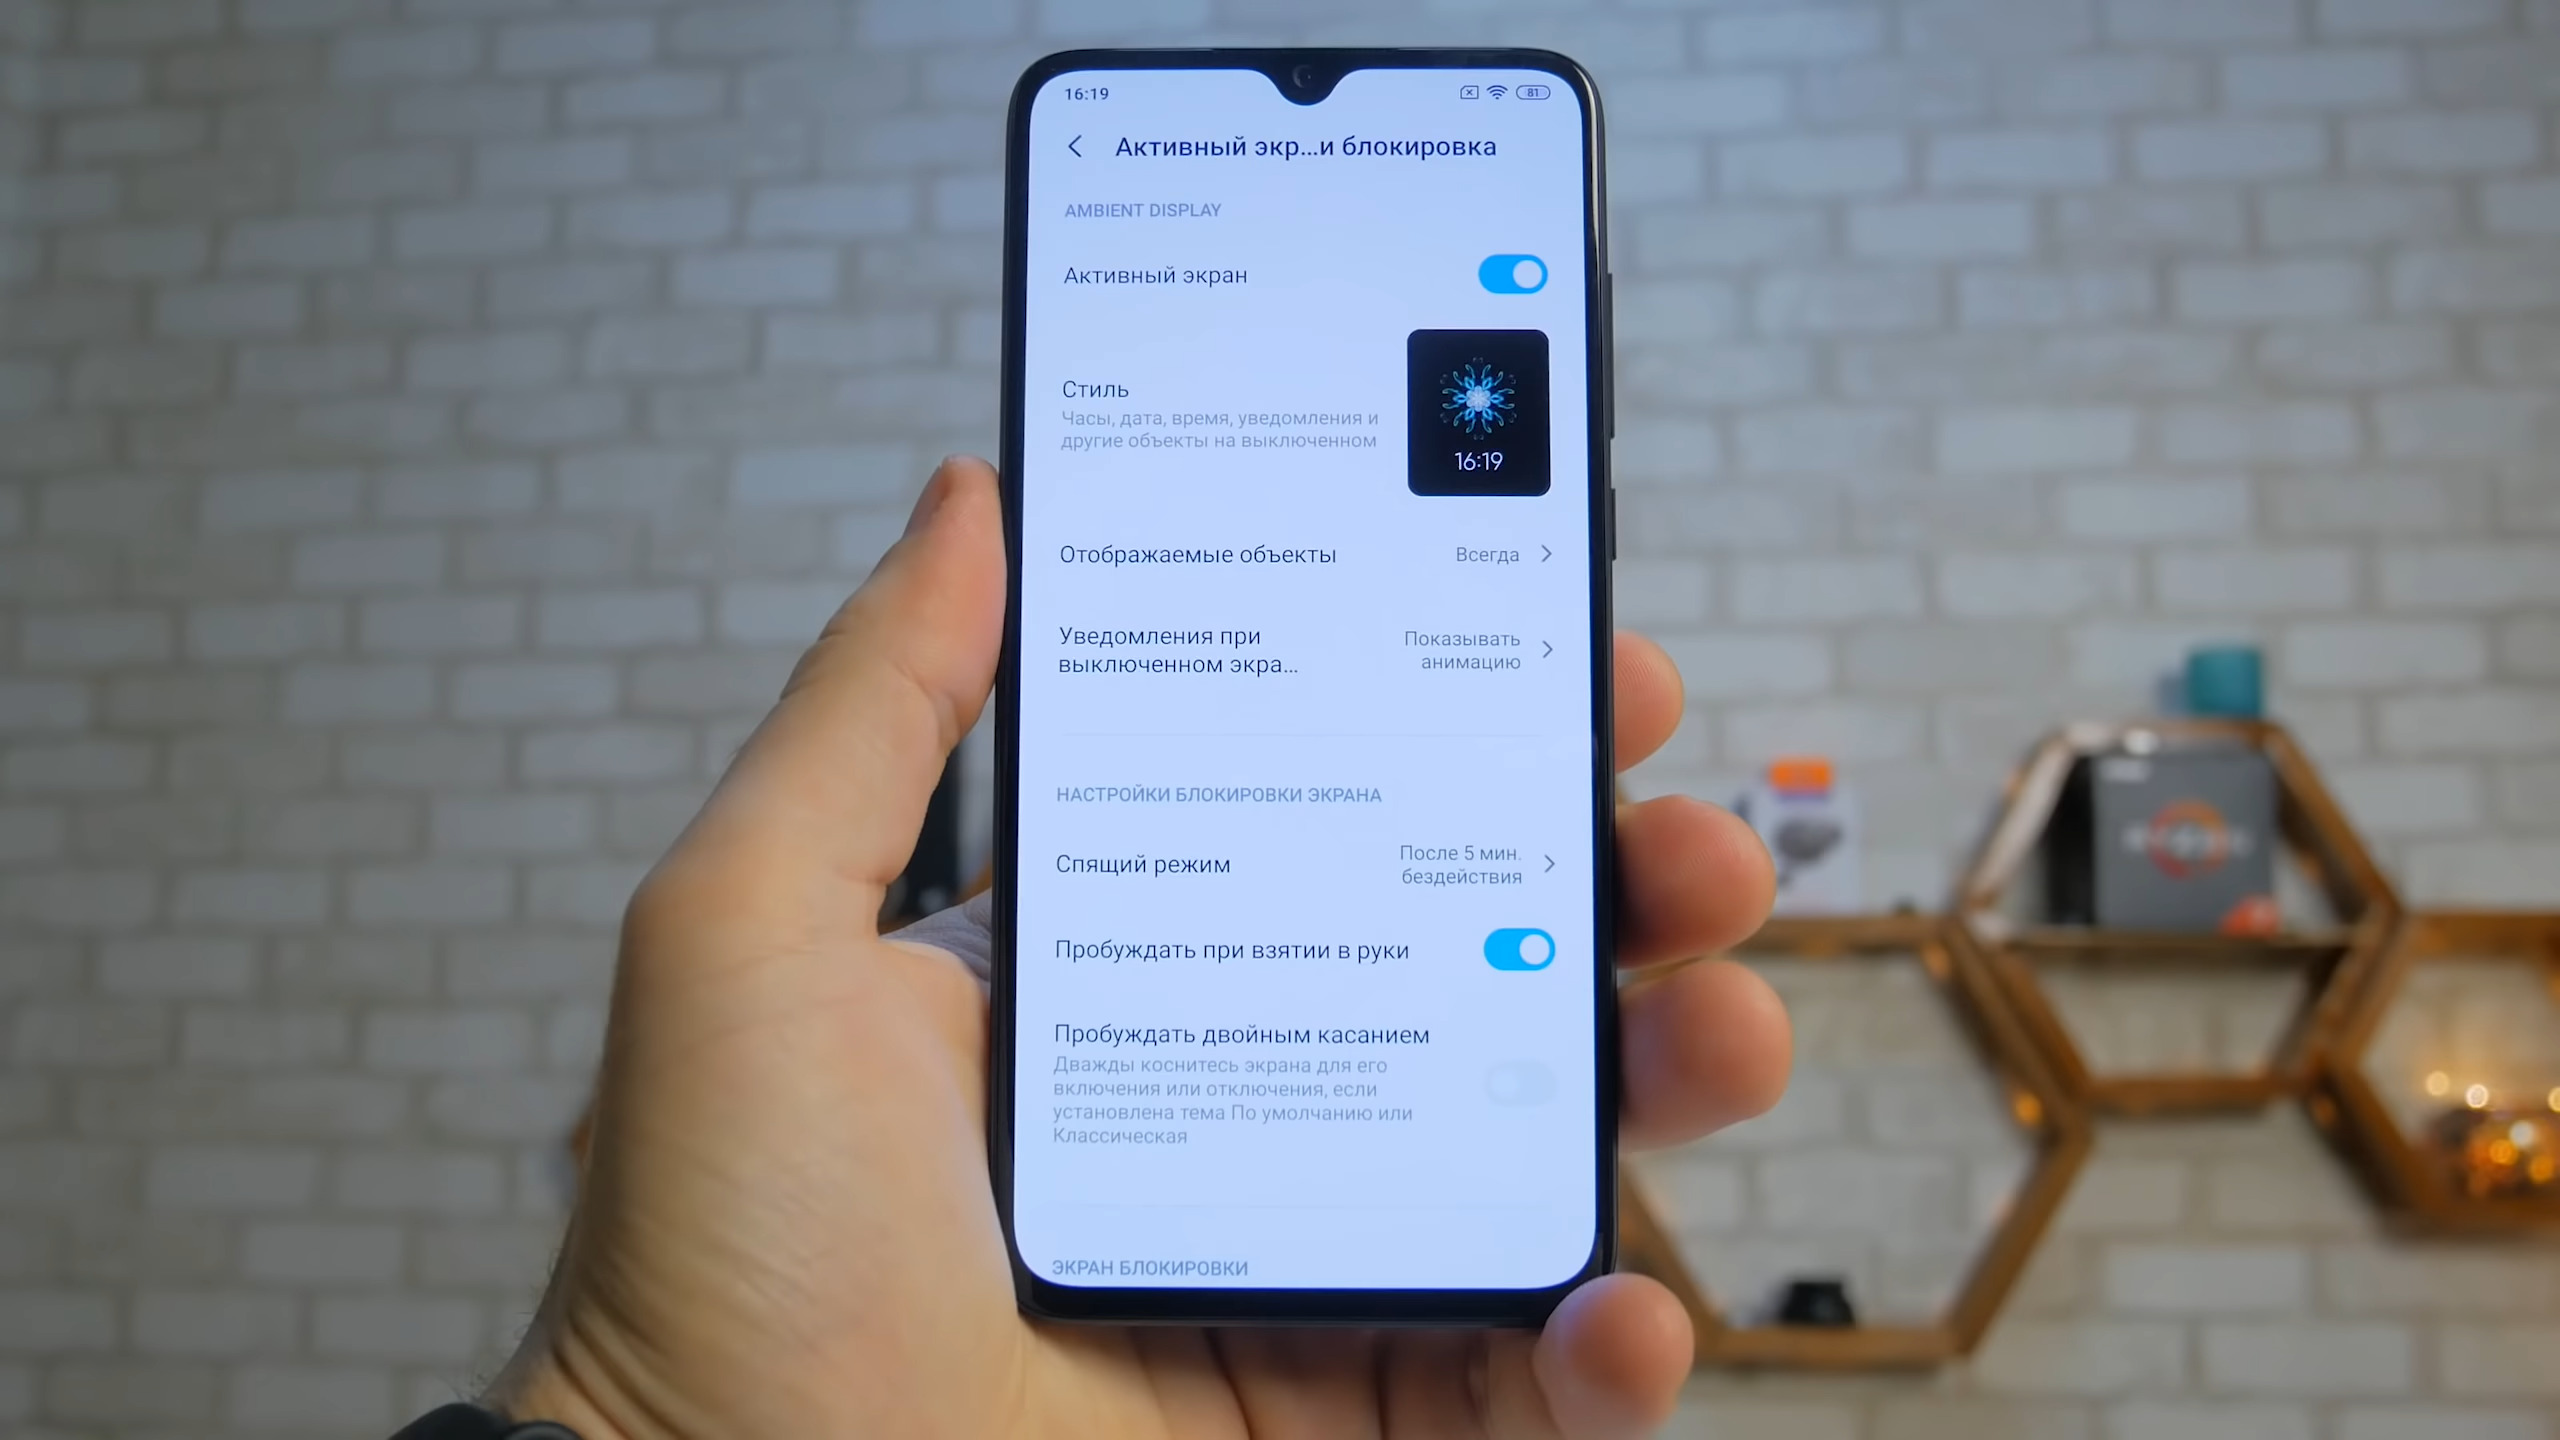 16:19
81
Активный экр...и блокировка
AMBIENT DISPLAY
Активный экран
Стиль
Часы, дата, время, уведомления и
другие объекты на выключенном
16:19
Отображаемые объекты
Всегда
Уведомления при
выключенном экра...
Показывать
анимацию
НАСТРОЙКИ БЛОКИРОВКИ ЭКРАНА
Спящий режим
После 5 мин.
бездействия
Пробуждать при взятии в руки
Пробуждать двойным касанием
Дважды коснитесь экрана для его
включения или отключения, если
установлена тема По умолчанию или
Классическая
ЭКРАН БЛОКИРОВКИ